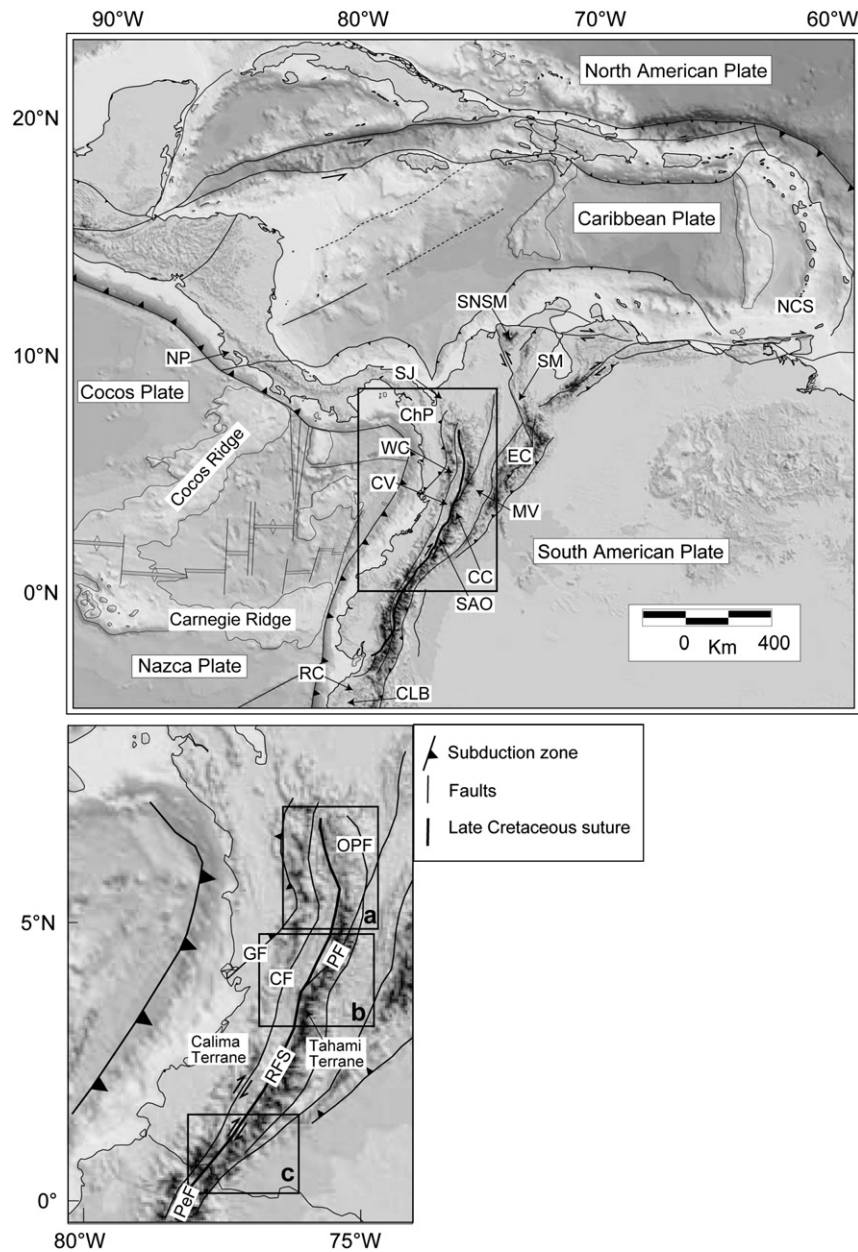 90°W 80°W 70°W 60°W
North American Plate
20°N
Caribbean Plate
SNSM
NCS
10°N
NP
SM
SJ
Cocos Plate
ChP
Cocos Ridge
WC
EC
CV
MV
South American Plate
CC
0°N
SAO
Carnegie Ridge
0 Km 400
Nazca Plate
RC
CLB
Subduction zone
Faults
Late Cretaceous suture
OPF
5°N
a
GF
PF
CF
b
Calima
Terrane
Tahami
Terrane
RFS
c
PeF
0°
80°W 75°W